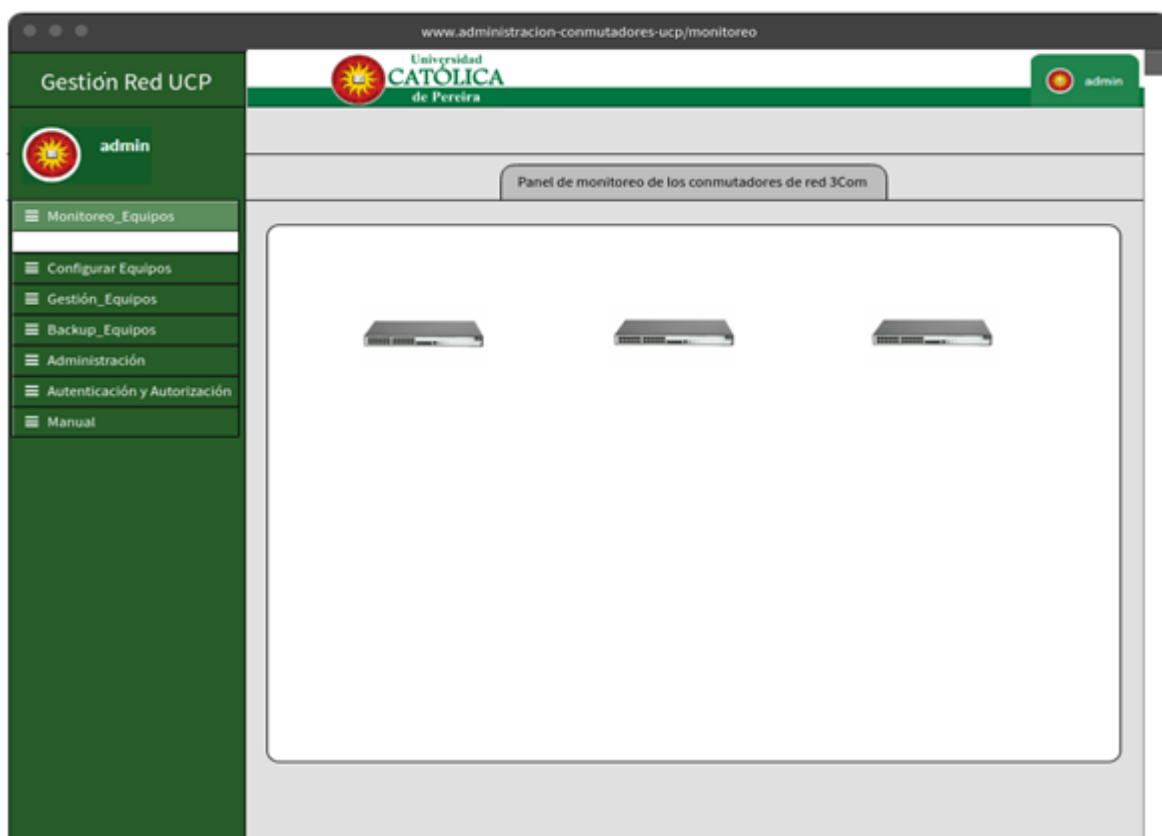 www.administracion-conmutadores-ucp/monitoreo
Gestión Red UCP
Universidad
CATÓLICA
de Pereira
admin
admin
Panel de monitoreo de los conmutadores de red 3Com
Monitoreo_Equipos
Configurar Equipos
Gestión_Equipos
Backup_Equipos
Administración
Autenticación y Autorización
Manual